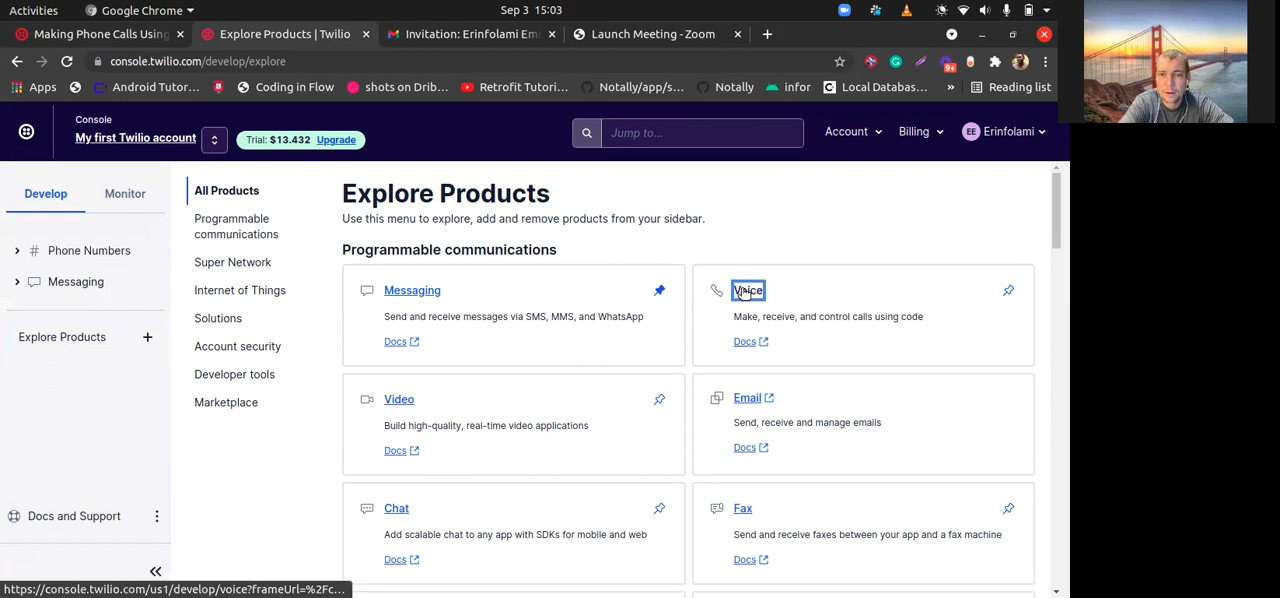 Activities
Google Chrome
Sep 3 15:03
Making Phone Calls Using
Explore Products | Twilio
Invitation: Erinfolami Em
Launch Meeting - Zoom
console.twilio.com/develop/explore
9+
Apps
Android Tutor...
Coding in Flow
shots on Drib...
Retrofit Tutori...
Notally/app/s...
Notally
infor
Local Databas...
»
Reading list
Console
My first Twilio account
Trial: $13.432 Upgrade
Jump to...
Account
Billing
EE Erinfolami
Develop
Monitor
# Phone Numbers
Messaging
Explore Products +
Docs and Support
All Products
Programmable
communications
Super Network
Internet of Things
Solutions
Account security
Developer tools
Marketplace
Explore Products
Use this menu to explore, add and remove products from your sidebar.
Programmable communications
Messaging
Send and receive messages via SMS, MMS, and WhatsApp
Docs
Voice
Make, receive, and control calls using code
Docs
Video
Build high-quality, real-time video applications
Docs
Email
Send, receive and manage emails
Docs
Chat
Add scalable chat to any app with SDKs for mobile and web
Docs
Fax
Send and receive faxes between your app and a fax machine
Docs
https://console.twilio.com/us1/develop/voice?frameUrl=%2Fc...